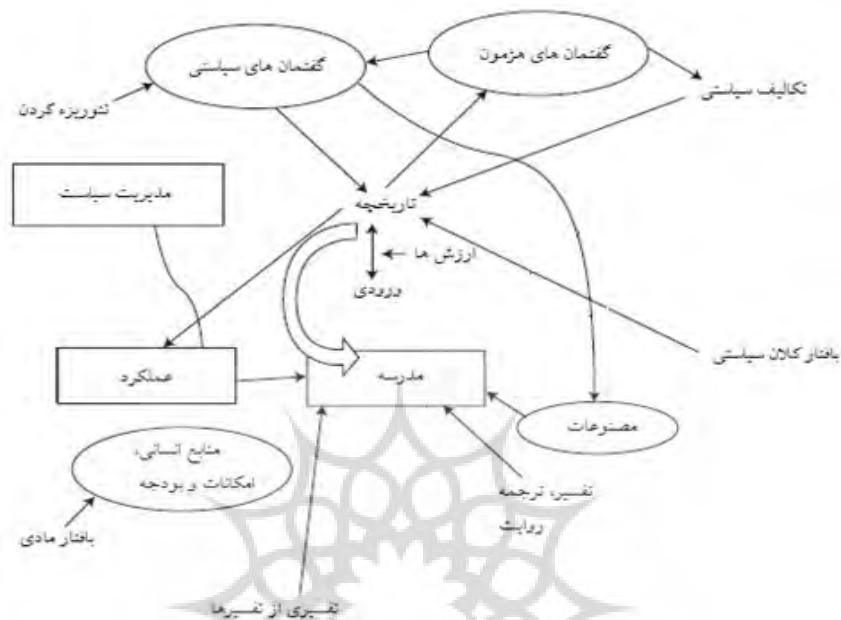 گفتمان های هژمون
گفتمان های سیاستی
تکالیف سیاستی
تئوریزه کردن
مدیریت سیاست
تاریخچه
ارزش ها
ورودی
بافتار کلان سیاستی
مدرسه
عملکرد
مصنوعات
منابع انسانی،
امکانات و بودجه
تفسیر، ترجمه
روایت
بافتار مادی
تفسیری از تفسیرها